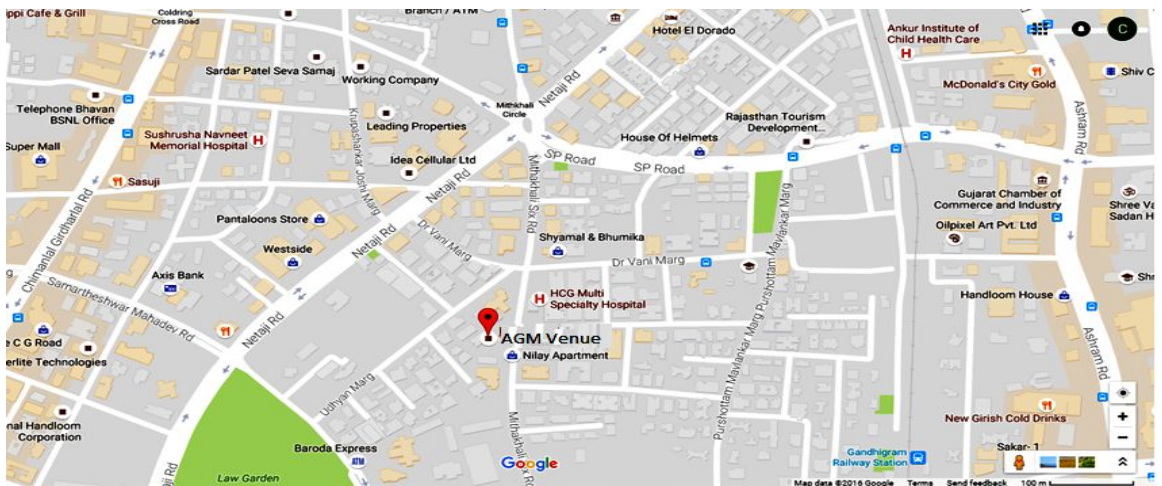 ppi Cafe & Grill
Coldring
Cross Road
Branch / ATM
Hotel El Dorado
Ankur Institute of
Child Health Care
C
Sardar Patel Seva Samaj
Working Company
Netaji Rd
McDonald's City Gold
Shiv C
Telephone Bhavan
BSNL Office
Mithkhali
Circle
Ashram Rd
Krupashankar Joshi Marg
Leading Properties
Rajasthan Tourism
Development...
Sushrusha Navneet
Memorial Hospital
House Of Helmets
Super Mall
SP Road
SP Road
Idea Cellular Ltd
Sasuji
Netaji Rd
Mithakhali Six Rd
Gujarat Chamber of
Commerce and Industry
Shree Va
Sadan H
Chimanlal Girdharlal Rd
Pantaloons Store
Netaji Rd
Dr Vani Marg
Shyamal & Bhumika
Purshottam Mavlankar Marg
Oilpixel Art Pvt. Ltd
Westside
Dr Vani Marg
Axis Bank
Shr
Samartheshwar Mahadev Rd
HCG Multi
Specialty Hospital
Handloom House
Netaji Rd
AGM Venue
e C G Road
Nilay Apartment
Ashram Rd
erlite Technologies
Udhyan Marg
Purshottam Mavlankar Marg
Mithakhali Six Rd
onal Handloom
Corporation
New Girish Cold Drinks
Baroda Express
ATM
Gandhigram
Railway Station
Sakar- 1
Google
Law Garden
Netaji Rd
Map data ©2016 Google Terms Send feedback 100 m